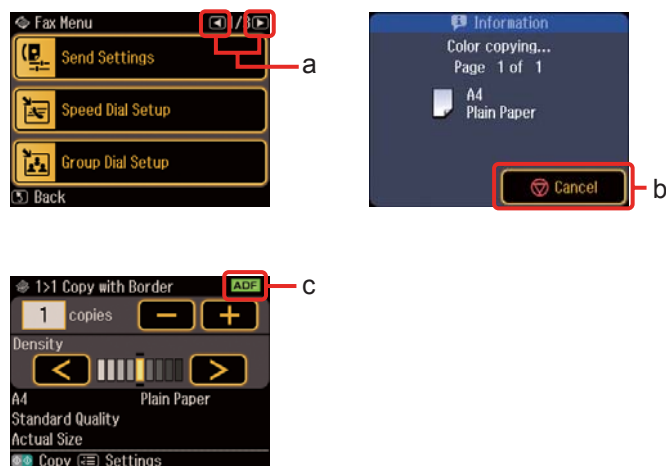 Fax Menu 1/3
Send Settings
Speed Dial Setup
Group Dial Setup
Back
a
Information
Color copying...
Page 1 of 1
A4
Plain Paper
Cancel
b
1>1 Copy with Border ADF
c
1 copies - +
Density
< >
A4 Plain Paper
Standard Quality
Actual Size
Copy Settings